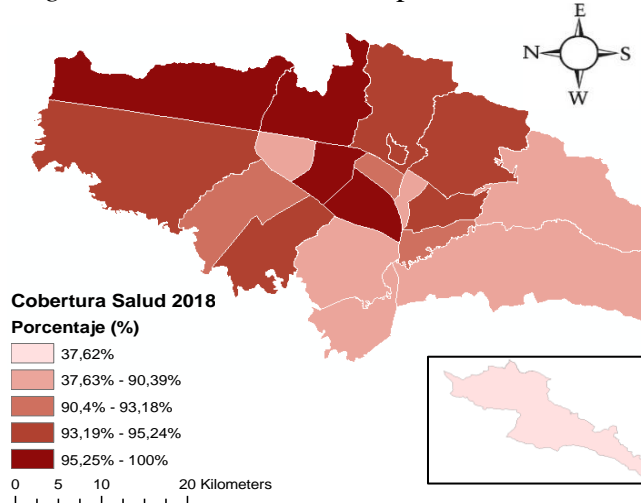 E
N S
W
Cobertura Salud 2018
Porcentaje (%)
37,62%
37,63% - 90,39%
90,4% - 93,18%
93,19% - 95,24%
95,25% - 100%
0 5 10 20 Kilometers